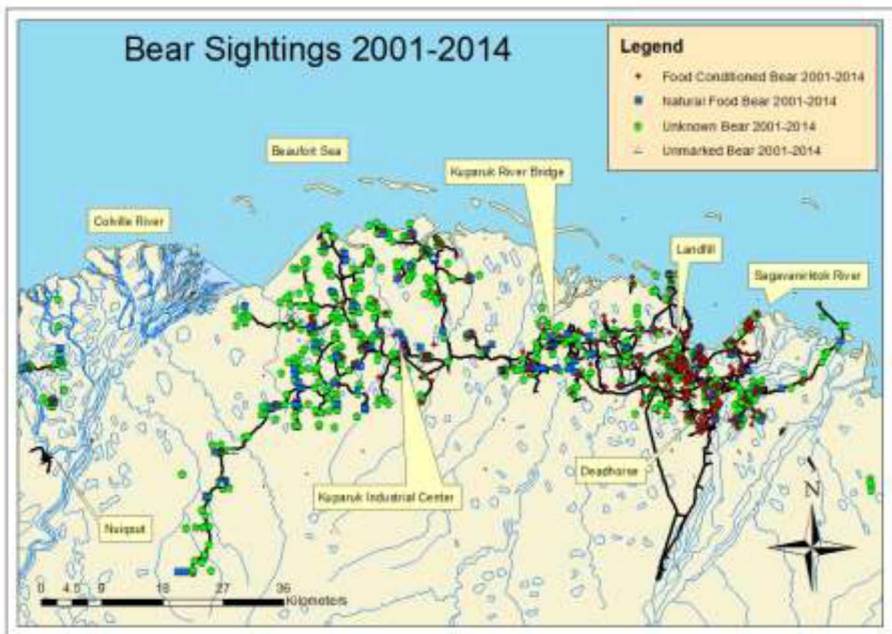 Bear Sightings 2001-2014
Legend
Food Conditioned Bear 2001-2014
Natural Food Bear 2001-2014
Unknown Bear 2001-2014
Unmarked Bear 2001-2014
Beaufort Sea
Kuparuk River Bridge
Colville River
Landfill
Sagavanirktok River
Deadhorse
Kuparuk Industrial Center
Nuiqsut
N
0 4.5 9 18 27 36
Kilometers